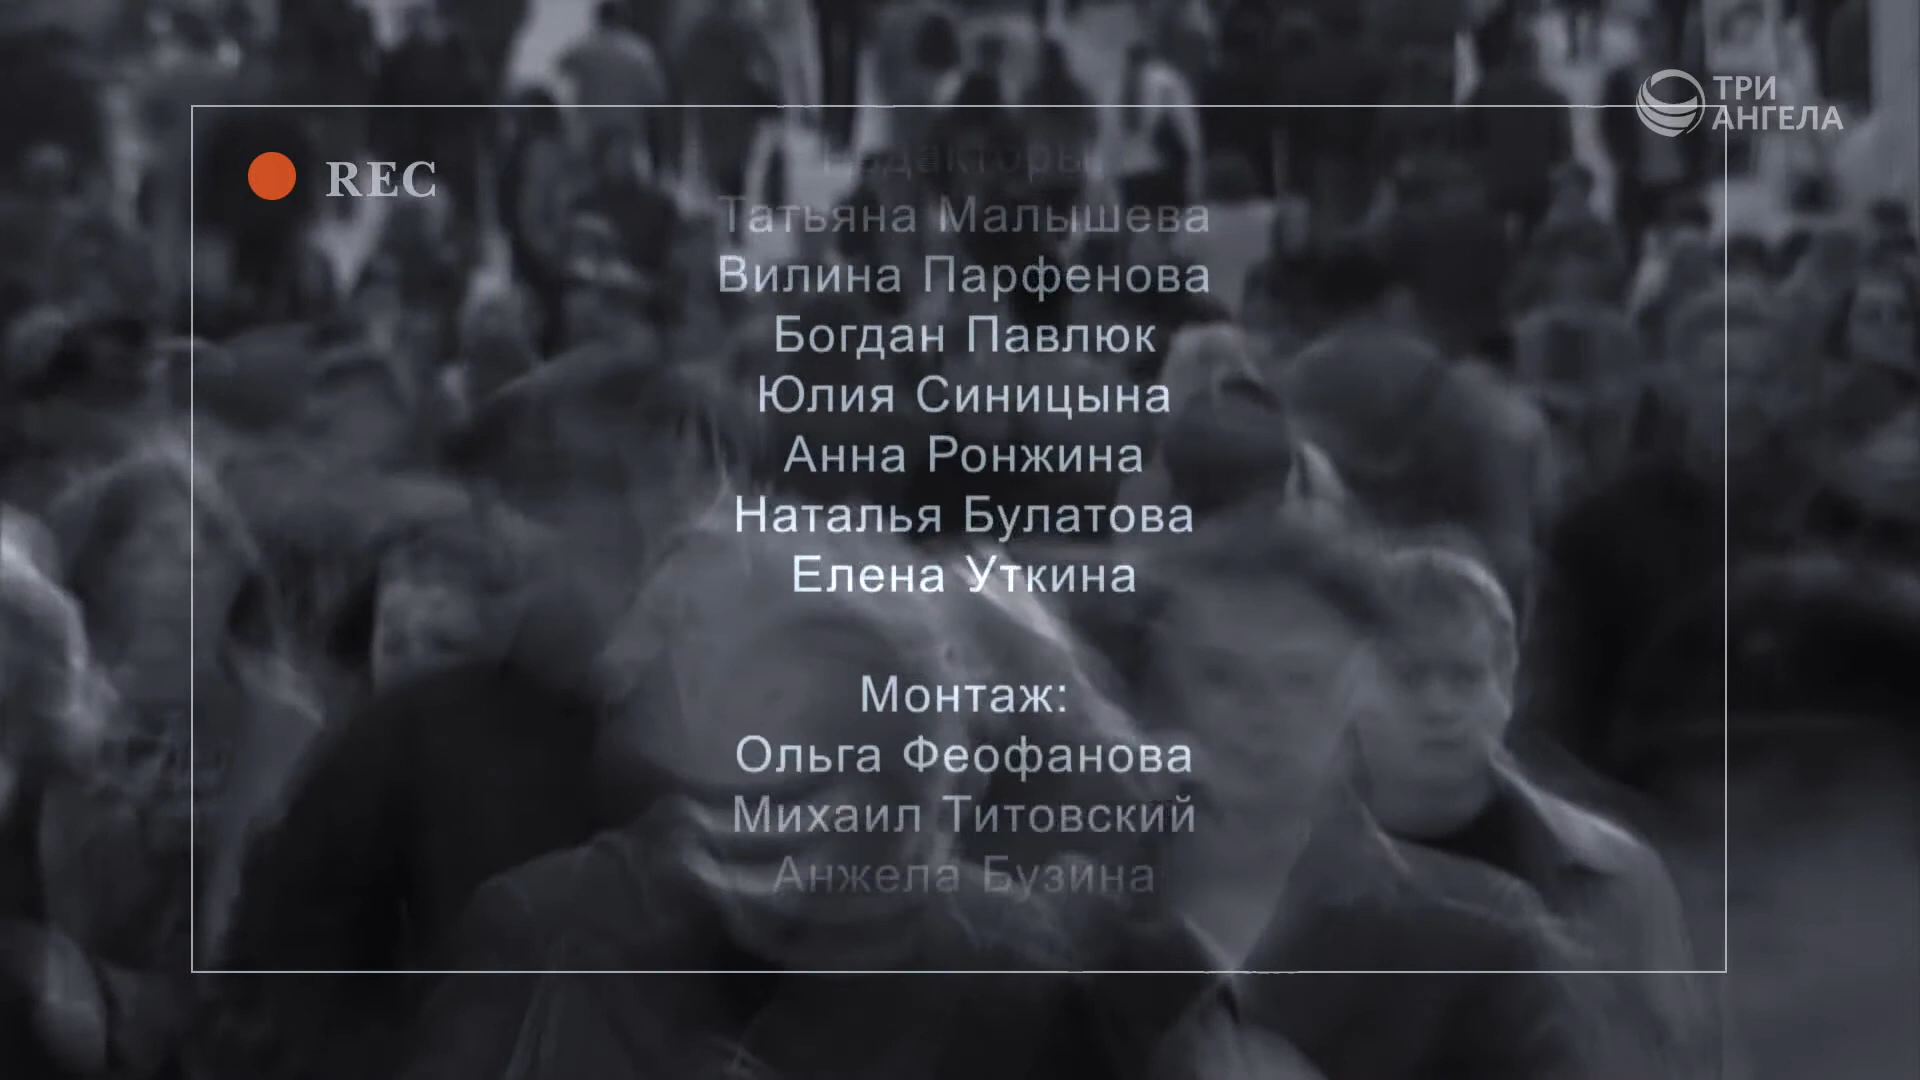 ТРИ
АНГЕЛА
REC
Редакторы:
Татьяна Малышева
Вилина Парфенова
Богдан Павлюк
Юлия Синицына
Анна Ронжина
Наталья Булатова
Елена Уткина
Монтаж:
Ольга Феофанова
Михаил Титовский
Анжела Бузина